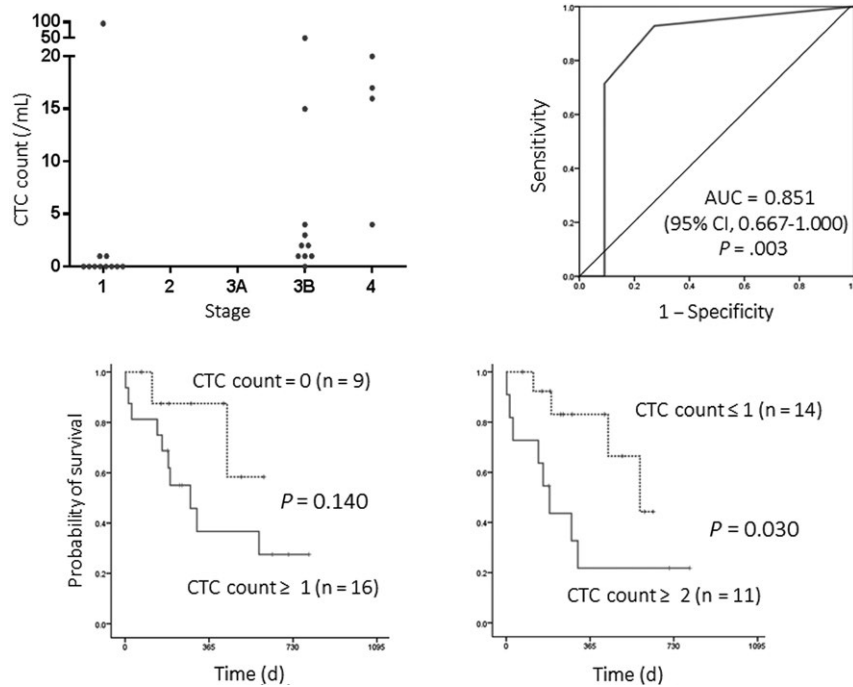 100
50
20
15
10
5
0
CTC count (/mL)
1 2 3A 3B 4
Stage
1.0
0.8
0.6
0.4
0.2
0.0
Sensitivity
AUC = 0.851
(95% CI, 0.667-1.000)
P = .003
0.0 0.2 0.4 0.6 0.8
1 – Specificity
1.0
0.8
0.6
0.4
0.2
0.0
Probability of survival
CTC count = 0 (n = 9)
P = 0.140
CTC count ≥ 1 (n = 16)
0 365 730 1095
Time (d)
1.0
0.8
0.6
0.4
0.2
0.0
CTC count ≤ 1 (n = 14)
P = 0.030
CTC count ≥ 2 (n = 11)
0 365 730 1095
Time (d)